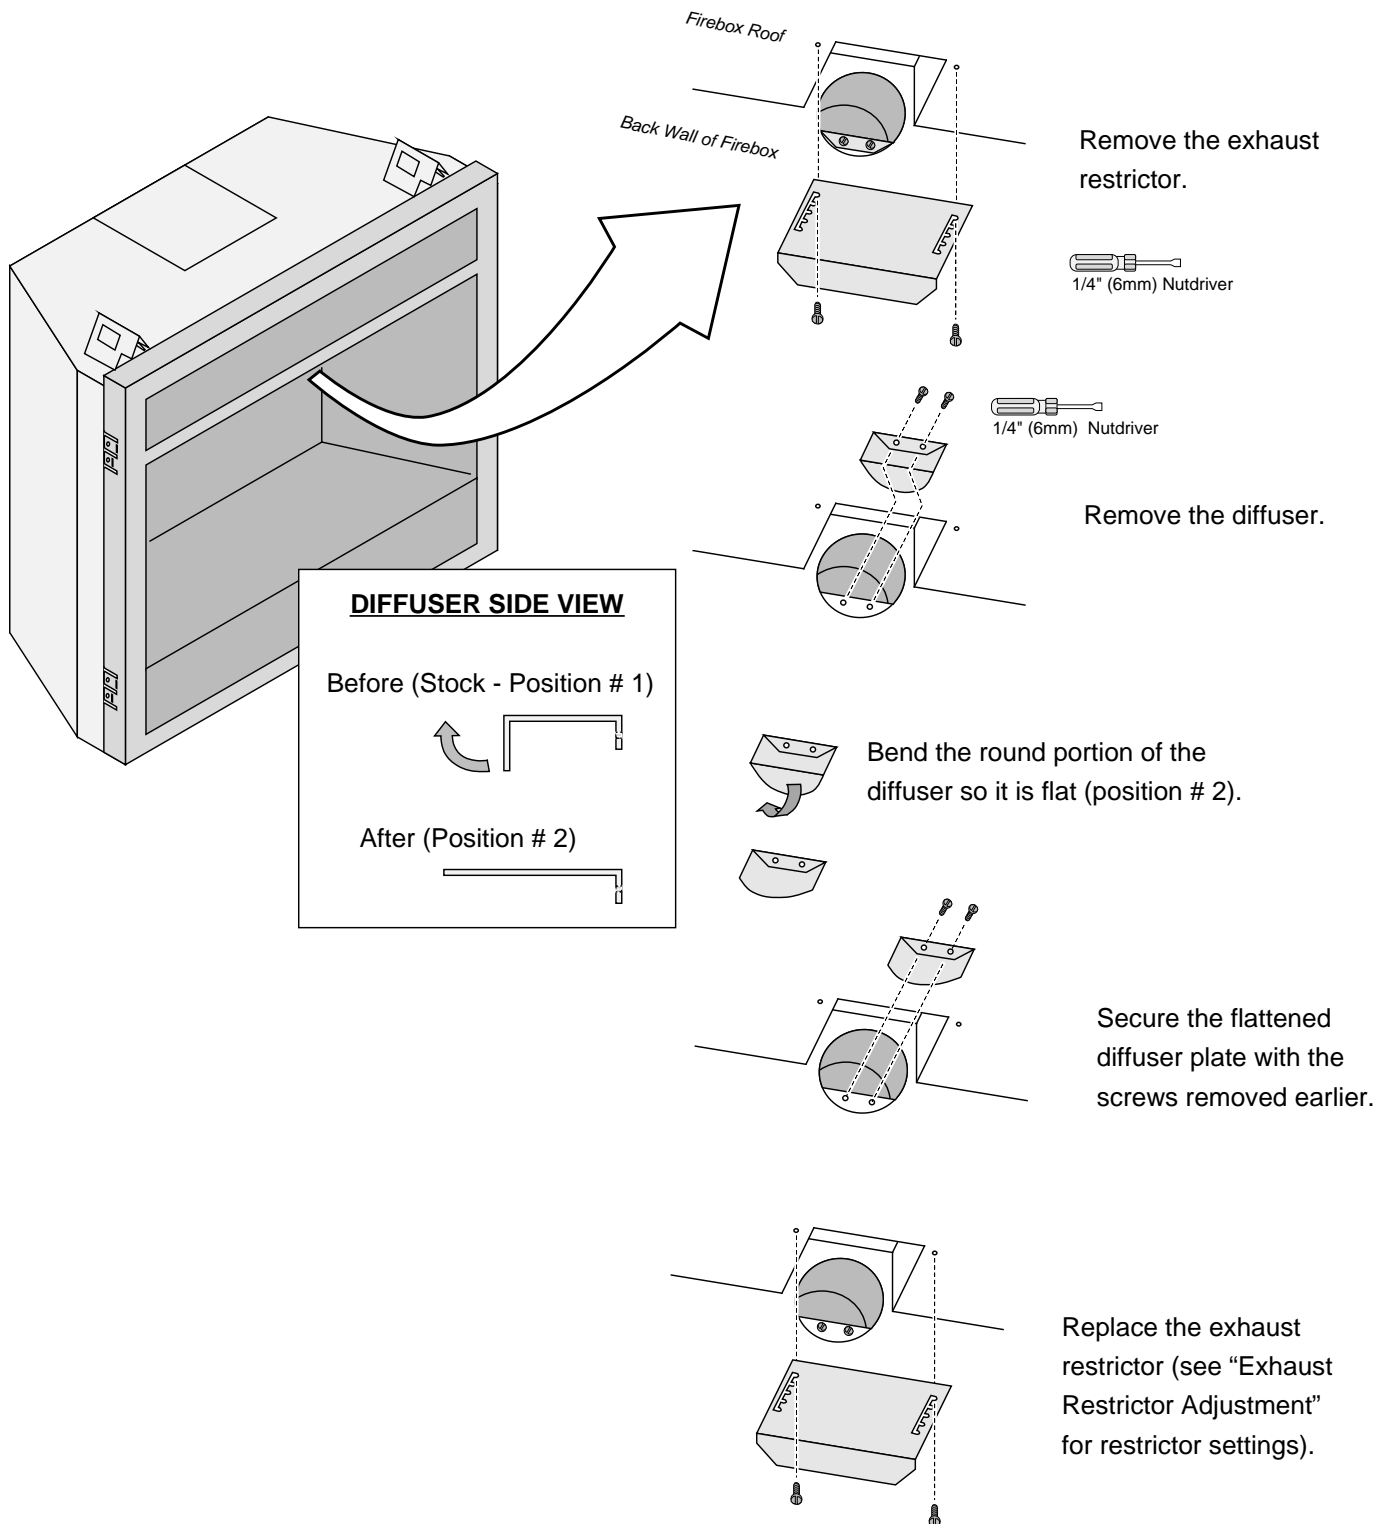 Firebox Roof
Back Wall of Firebox
Remove the exhaust
restrictor.
1/4" (6mm) Nutdriver
1/4" (6mm) Nutdriver
Remove the diffuser.
DIFFUSER SIDE VIEW
Before (Stock - Position # 1)
After (Position # 2)
Bend the round portion of the
diffuser so it is flat (position # 2).
Secure the flattened
diffuser plate with the
screws removed earlier.
Replace the exhaust
restrictor (see “Exhaust
Restrictor Adjustment”
for restrictor settings).